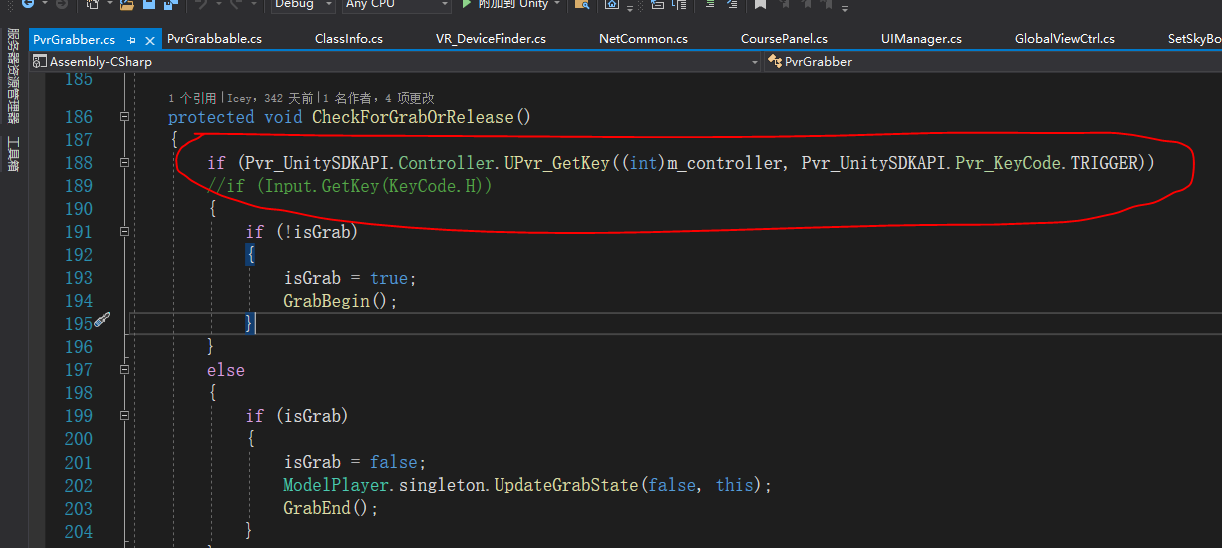 Debug Any CPU 附加到 Unity
PvrGrabber.cs PvrGrabbable.cs ClassInfo.cs VR_DeviceFinder.cs NetCommon.cs CoursePanel.cs UIManager.cs GlobalViewCtrl.cs SetSkyBo
Assembly-CSharp PvrGrabber
服务器资源管理器
工具箱
185
1 个引用 | Icey，342 天前 | 1 名作者，4 项更改
186 protected void CheckForGrabOrRelease()
187 {
188 if (Pvr_UnitySDKAPI.Controller.UPvr_GetKey((int)m_controller, Pvr_UnitySDKAPI.Pvr_KeyCode.TRIGGER))
189 //if (Input.GetKey(KeyCode.H))
190 {
191 if (!isGrab)
192 {
193 isGrab = true;
194 GrabBegin();
195 }
196 }
197 else
198 {
199 if (isGrab)
200 {
201 isGrab = false;
202 ModelPlayer.singleton.UpdateGrabState(false, this);
203 GrabEnd();
204 }